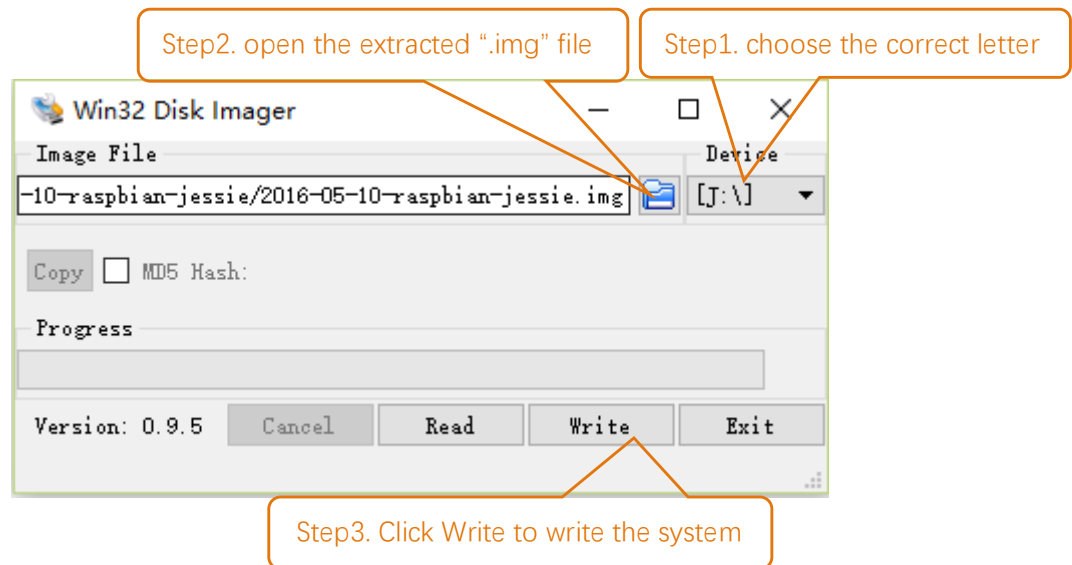 Step2. open the extracted “.img” file
Step1. choose the correct letter
Win32 Disk Imager
Image File
Device
-10-raspbian-jessie/2016-05-10-raspbian-jessie.img
[J:\]
Copy
MD5 Hash:
Progress
Version: 0.9.5
Cancel
Read
Write
Exit
Step3. Click Write to write the system